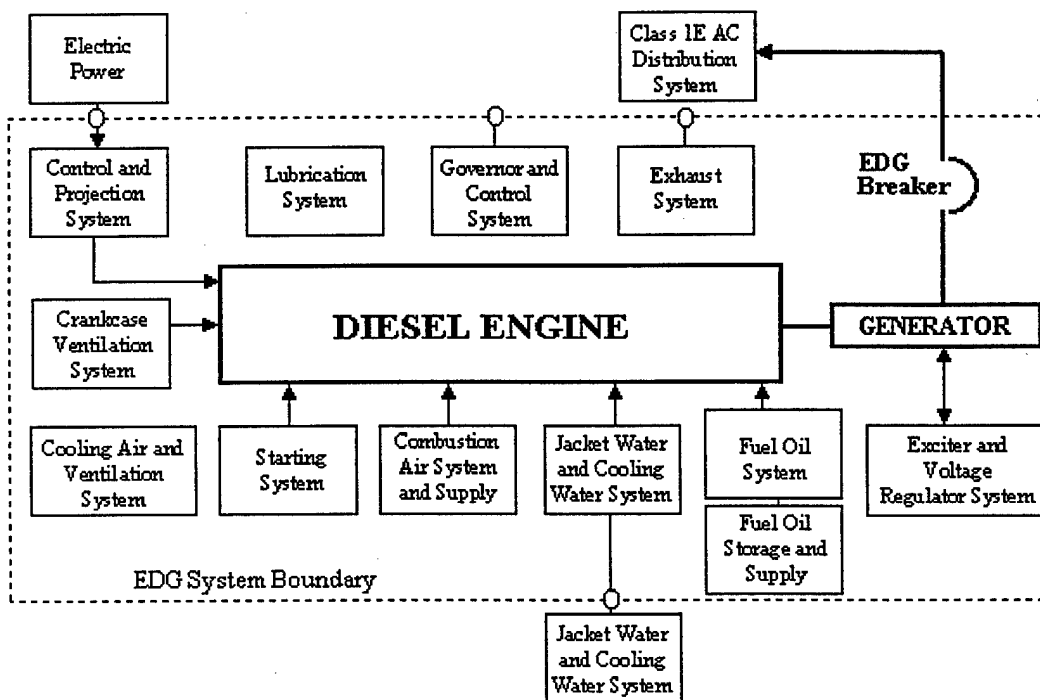 Electric
Power
Class 1E AC
Distribution
System
Control and
Projection
System
Lubrication
System
Governor and
Control
System
Exhaust
System
EDG
Breaker
DIESEL ENGINE
GENERATOR
Crankcase
Ventilation
System
Cooling Air and
Ventilation
System
Starting
System
Combustion
Air System
and Supply
Jacket Water
and Cooling
Water System
Fuel Oil
System
Fuel Oil
Storage and
Supply
Exciter and
Voltage
Regulator System
EDG System Boundary
Jacket Water
and Cooling
Water System